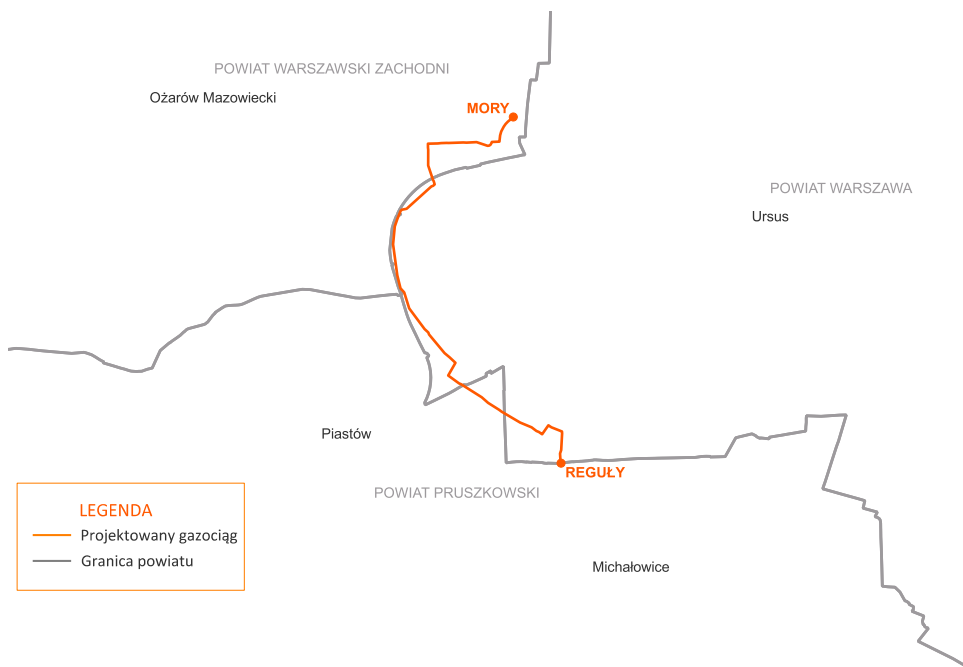 POWIAT WARSZAWSKI ZACHODNI
Ożarów Mazowiecki
MORY
POWIAT WARSZAWA
Ursus
Piastów
REGUŁY
POWIAT PRUSZKOWSKI
LEGENDA
Projektowany gazociąg
Granica powiatu
Michałowice